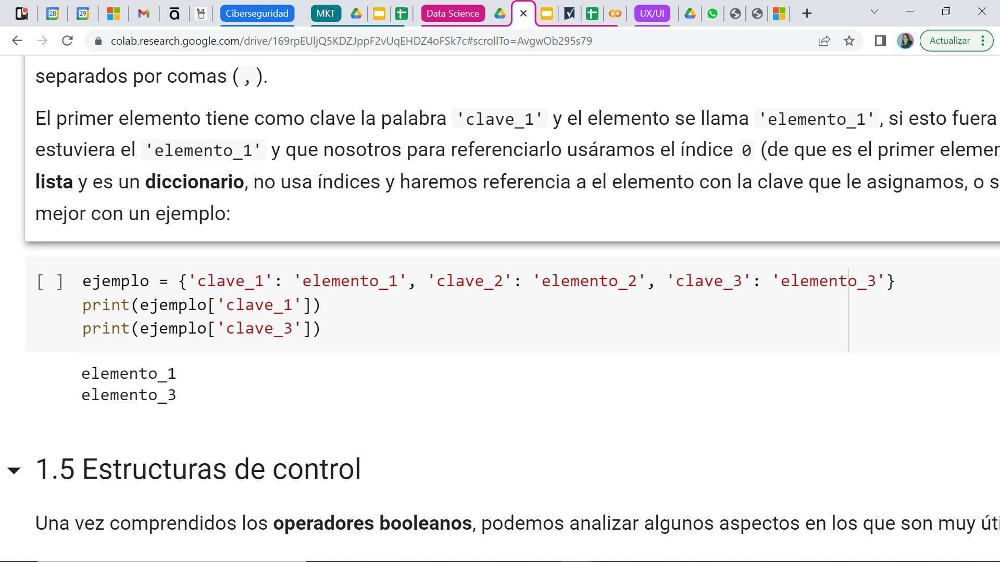 28
29
Ciberseguridad
MKT
Data Science
UX/UI
colab.research.google.com/drive/169rpEUljQ5KDZJppF2vUqEHDZ4oFSk7c#scrollTo=AvgwOb295s79
Actualizar
separados por comas ( , ).
El primer elemento tiene como clave la palabra 'clave_1' y el elemento se llama 'elemento_1', si esto fuera
estuviera el 'elemento_1' y que nosotros para referenciarlo usáramos el índice 0 (de que es el primer elemen
lista y es un diccionario, no usa índices y haremos referencia a el elemento con la clave que le asignamos, o s
mejor con un ejemplo:
[ ] ejemplo = {'clave_1': 'elemento_1', 'clave_2': 'elemento_2', 'clave_3': 'elemento_3'}
print(ejemplo['clave_1'])
print(ejemplo['clave_3'])
elemento_1
elemento_3
1.5 Estructuras de control
Una vez comprendidos los operadores booleanos, podemos analizar algunos aspectos en los que son muy úti